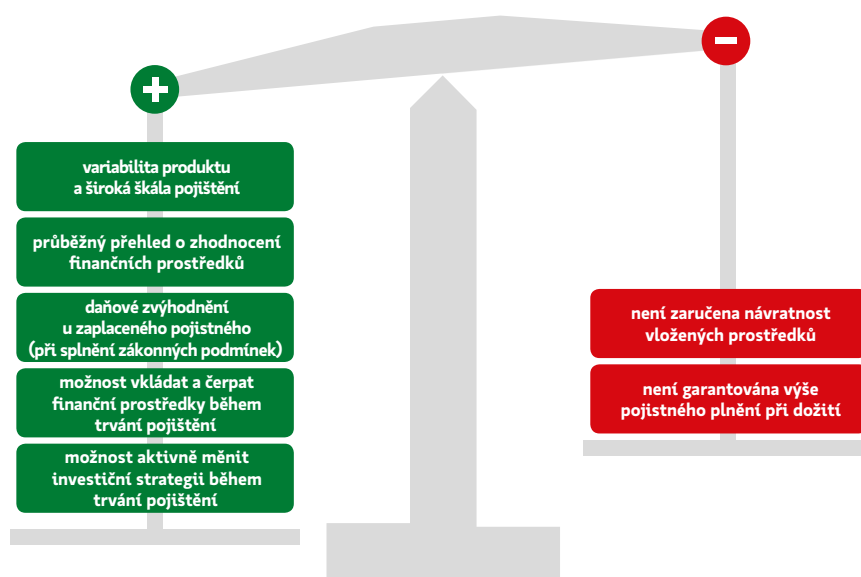 variabilita produktu
a široká škála pojištění
průběžný přehled o zhodnocení
finančních prostředků
daňové zvýhodnění
u zaplaceného pojistného
(při splnění zákonných podmínek)
možnost vkládat a čerpat
finanční prostředky během
trvání pojištění
možnost aktivně měnit
investiční strategii během
trvání pojištění
není zaručena návratnost
vložených prostředků
není garantována výše
pojistného plnění při dožití